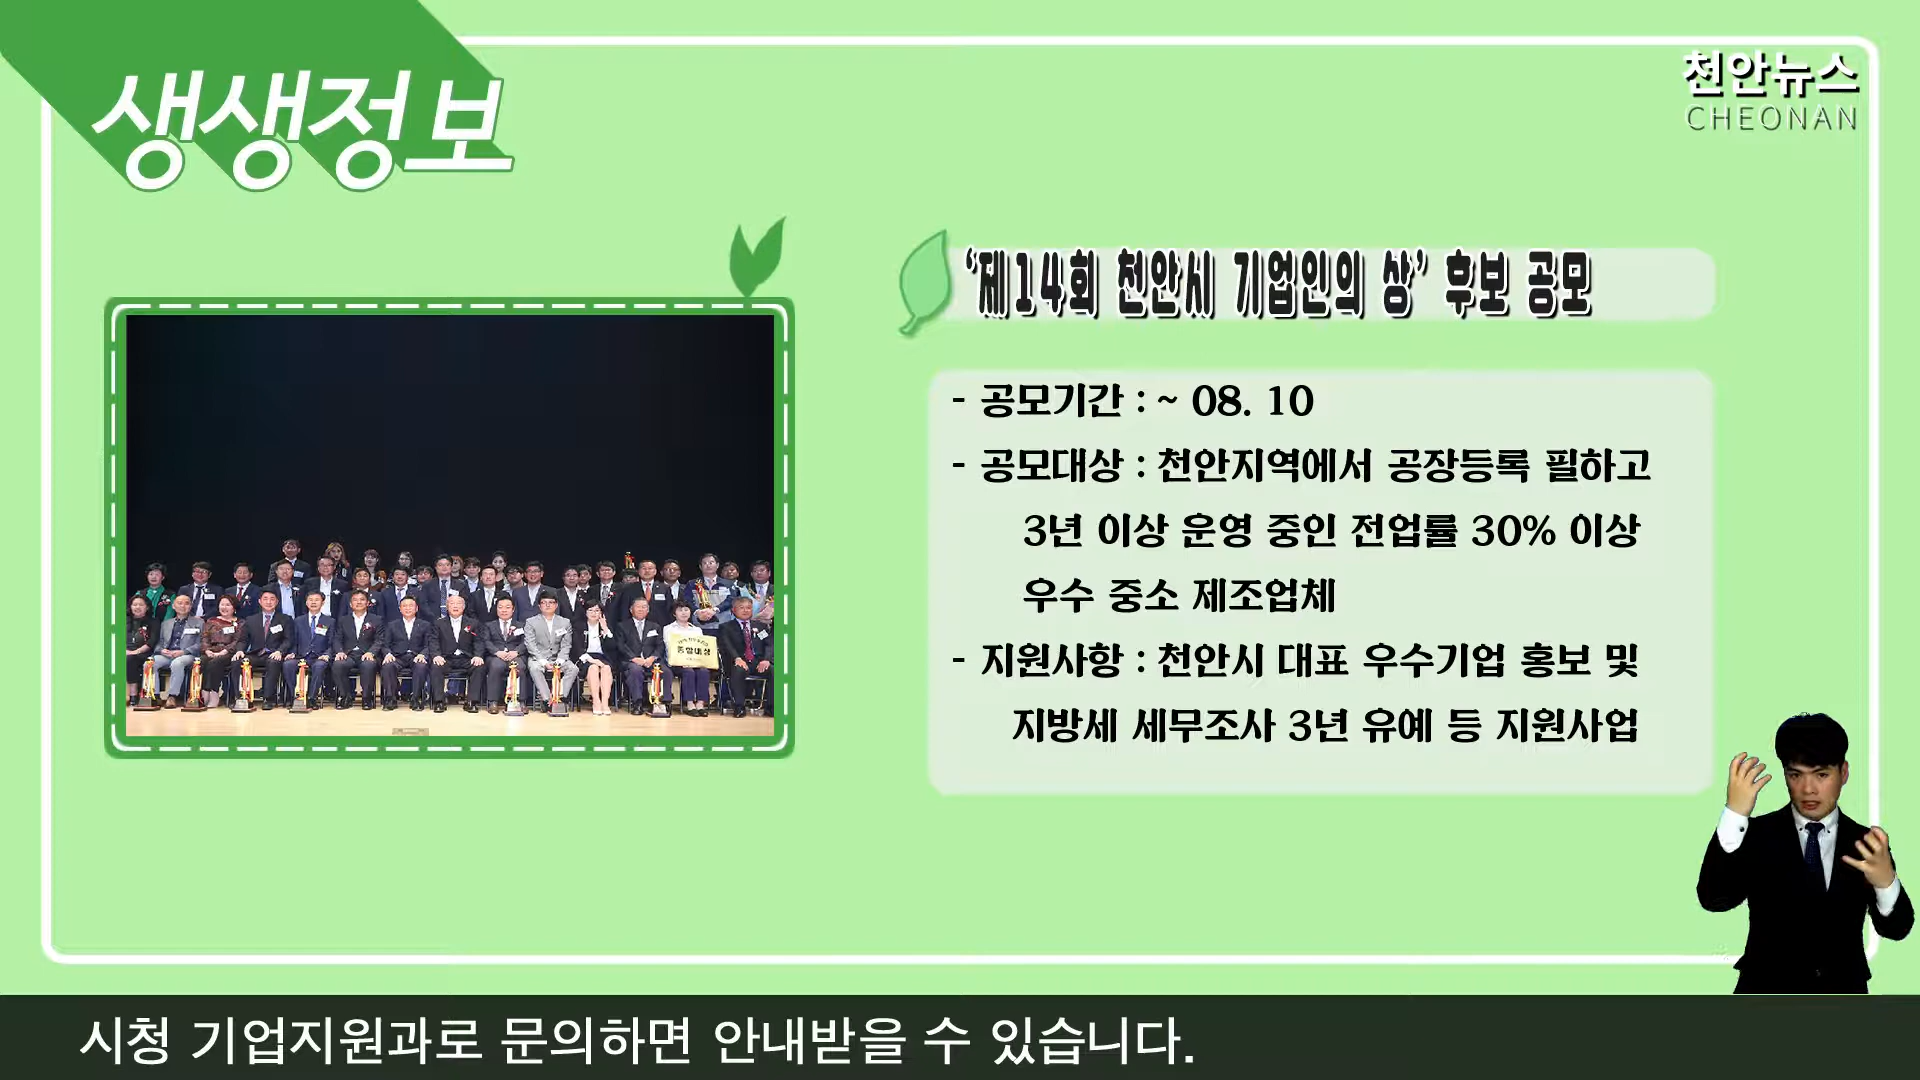 생생정보
천안뉴스
CHEONAN
‘제14회 천안시 기업인의 상’ 후보 공모
- 공모기간 : ~ 08. 10
- 공모대상 : 천안지역에서 공장등록 필하고
3년 이상 운영 중인 전업률 30% 이상
우수 중소 제조업체
- 지원사항 : 천안시 대표 우수기업 홍보 및
지방세 세무조사 3년 유예 등 지원사업
종합대상
시청 기업지원과로 문의하면 안내받을 수 있습니다.